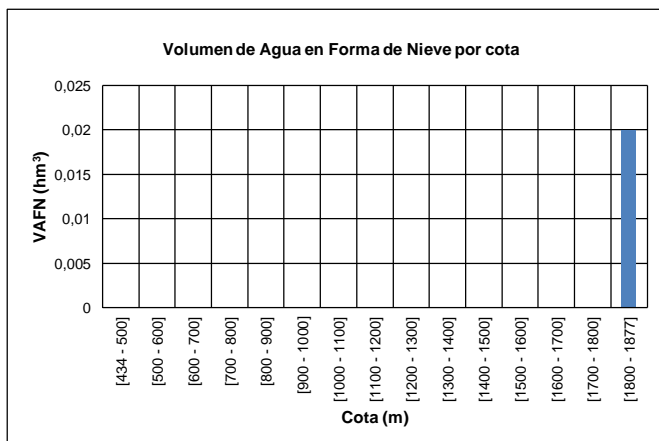 Volumen de Agua en Forma de Nieve por cota
VAFN (hm³)
0,025
0,02
0,015
0,01
0,005
0
[434 - 500]
[500 - 600]
[600 - 700]
[700 - 800]
[800 - 900]
[900 - 1000]
[1000 - 1100]
[1100 - 1200]
[1200 - 1300]
[1300 - 1400]
[1400 - 1500]
[1500 - 1600]
[1600 - 1700]
[1700 - 1800]
[1800 - 1877]
Cota (m)